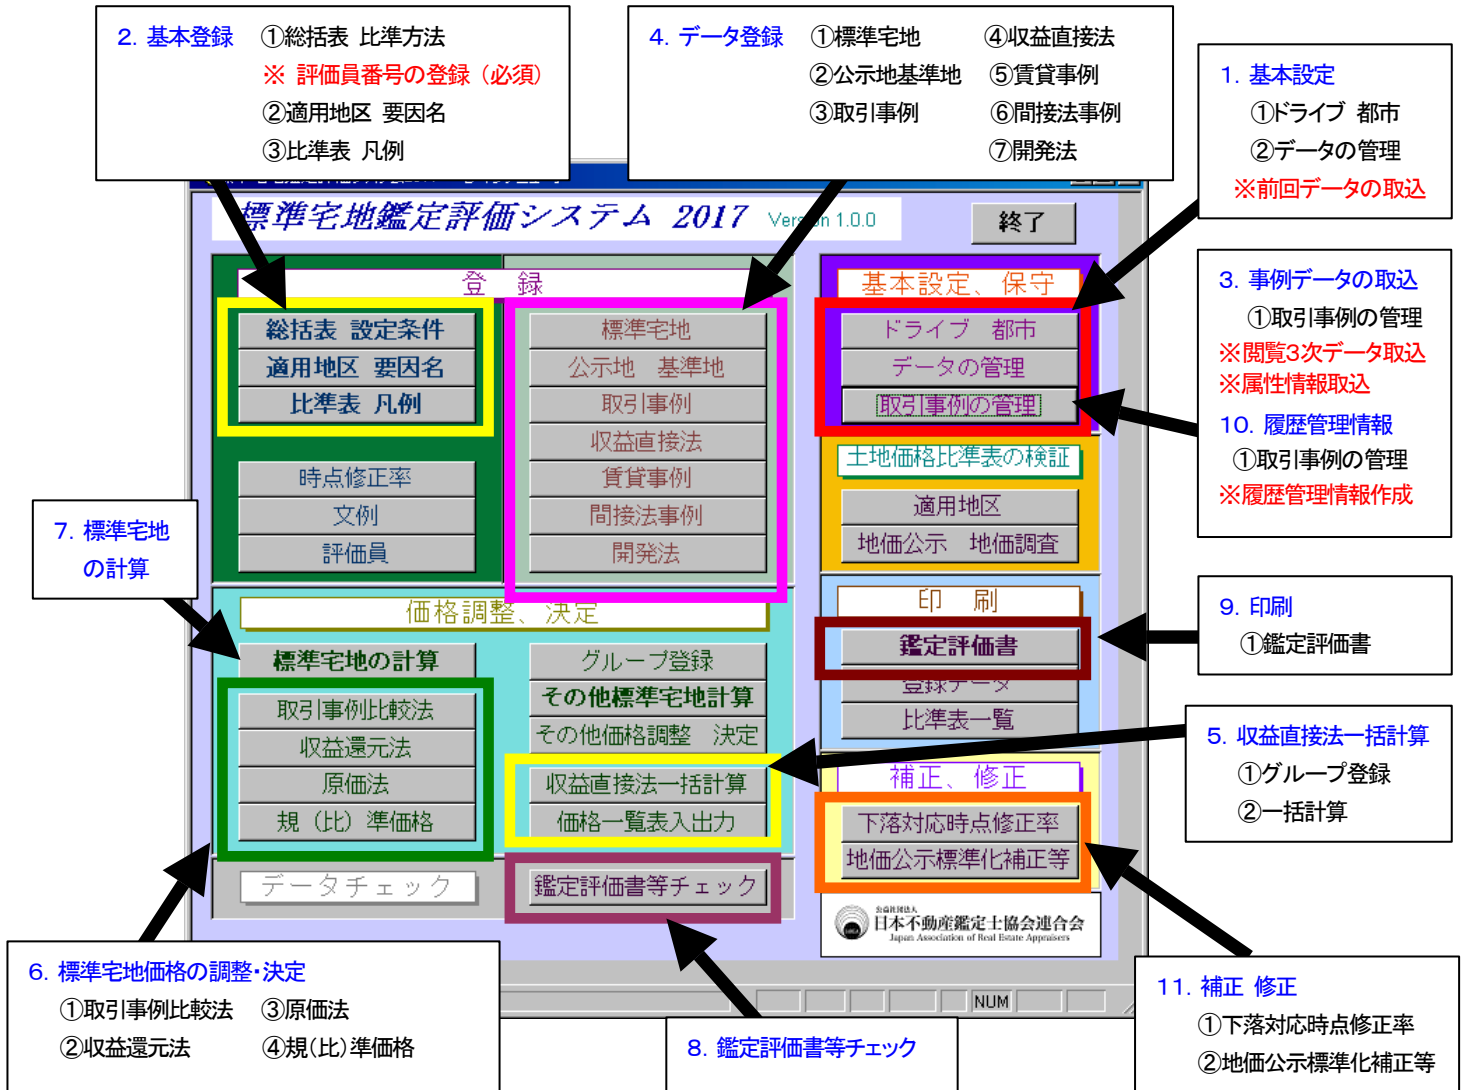 2. 基本登録 ①総括表 比準方法
※ 評価員番号の登録（必須）
②適用地区 要因名
③比準表 凡例
4. データ登録 ①標準宅地 ④収益直接法
②公示地基準地 ⑤賃貸事例
③取引事例 ⑥間接法事例
⑦開発法
1. 基本設定
①ドライブ 都市
②データの管理
※前回データの取込
3. 事例データの取込
①取引事例の管理
※閲覧3次データ取込
※属性情報取込
10. 履歴管理情報
①取引事例の管理
※履歴管理情報作成
標準宅地鑑定評価システム 2017 Version 1.0.0
終了
登 録
総括表 設定条件
適用地区 要因名
比準表 凡例
時点修正率
文例
評価員
標準宅地
公示地 基準地
取引事例
収益直接法
賃貸事例
間接法事例
開発法
基本設定、保守
ドライブ 都市
データの管理
取引事例の管理
土地価格比準表の検証
適用地区
地価公示 地価調査
7. 標準宅地
の計算
価格調整、決定
標準宅地の計算
取引事例比較法
収益還元法
原価法
規（比）準価格
グループ登録
その他標準宅地計算
その他価格調整 決定
収益直接法一括計算
価格一覧表入出力
印 刷
鑑定評価書
登録データ
比準表一覧
9. 印刷
①鑑定評価書
5. 収益直接法一括計算
①グループ登録
②一括計算
補正、修正
下落対応時点修正率
地価公示標準化補正等
データチェック
鑑定評価書等チェック
公益社団法人
日本不動産鑑定士協会連合会
Japan Association of Real Estate Appraisers
NUM
6. 標準宅地価格の調整・決定
①取引事例比較法 ③原価法
②収益還元法 ④規(比)準価格
8. 鑑定評価書等チェック
11. 補正 修正
①下落対応時点修正率
②地価公示標準化補正等